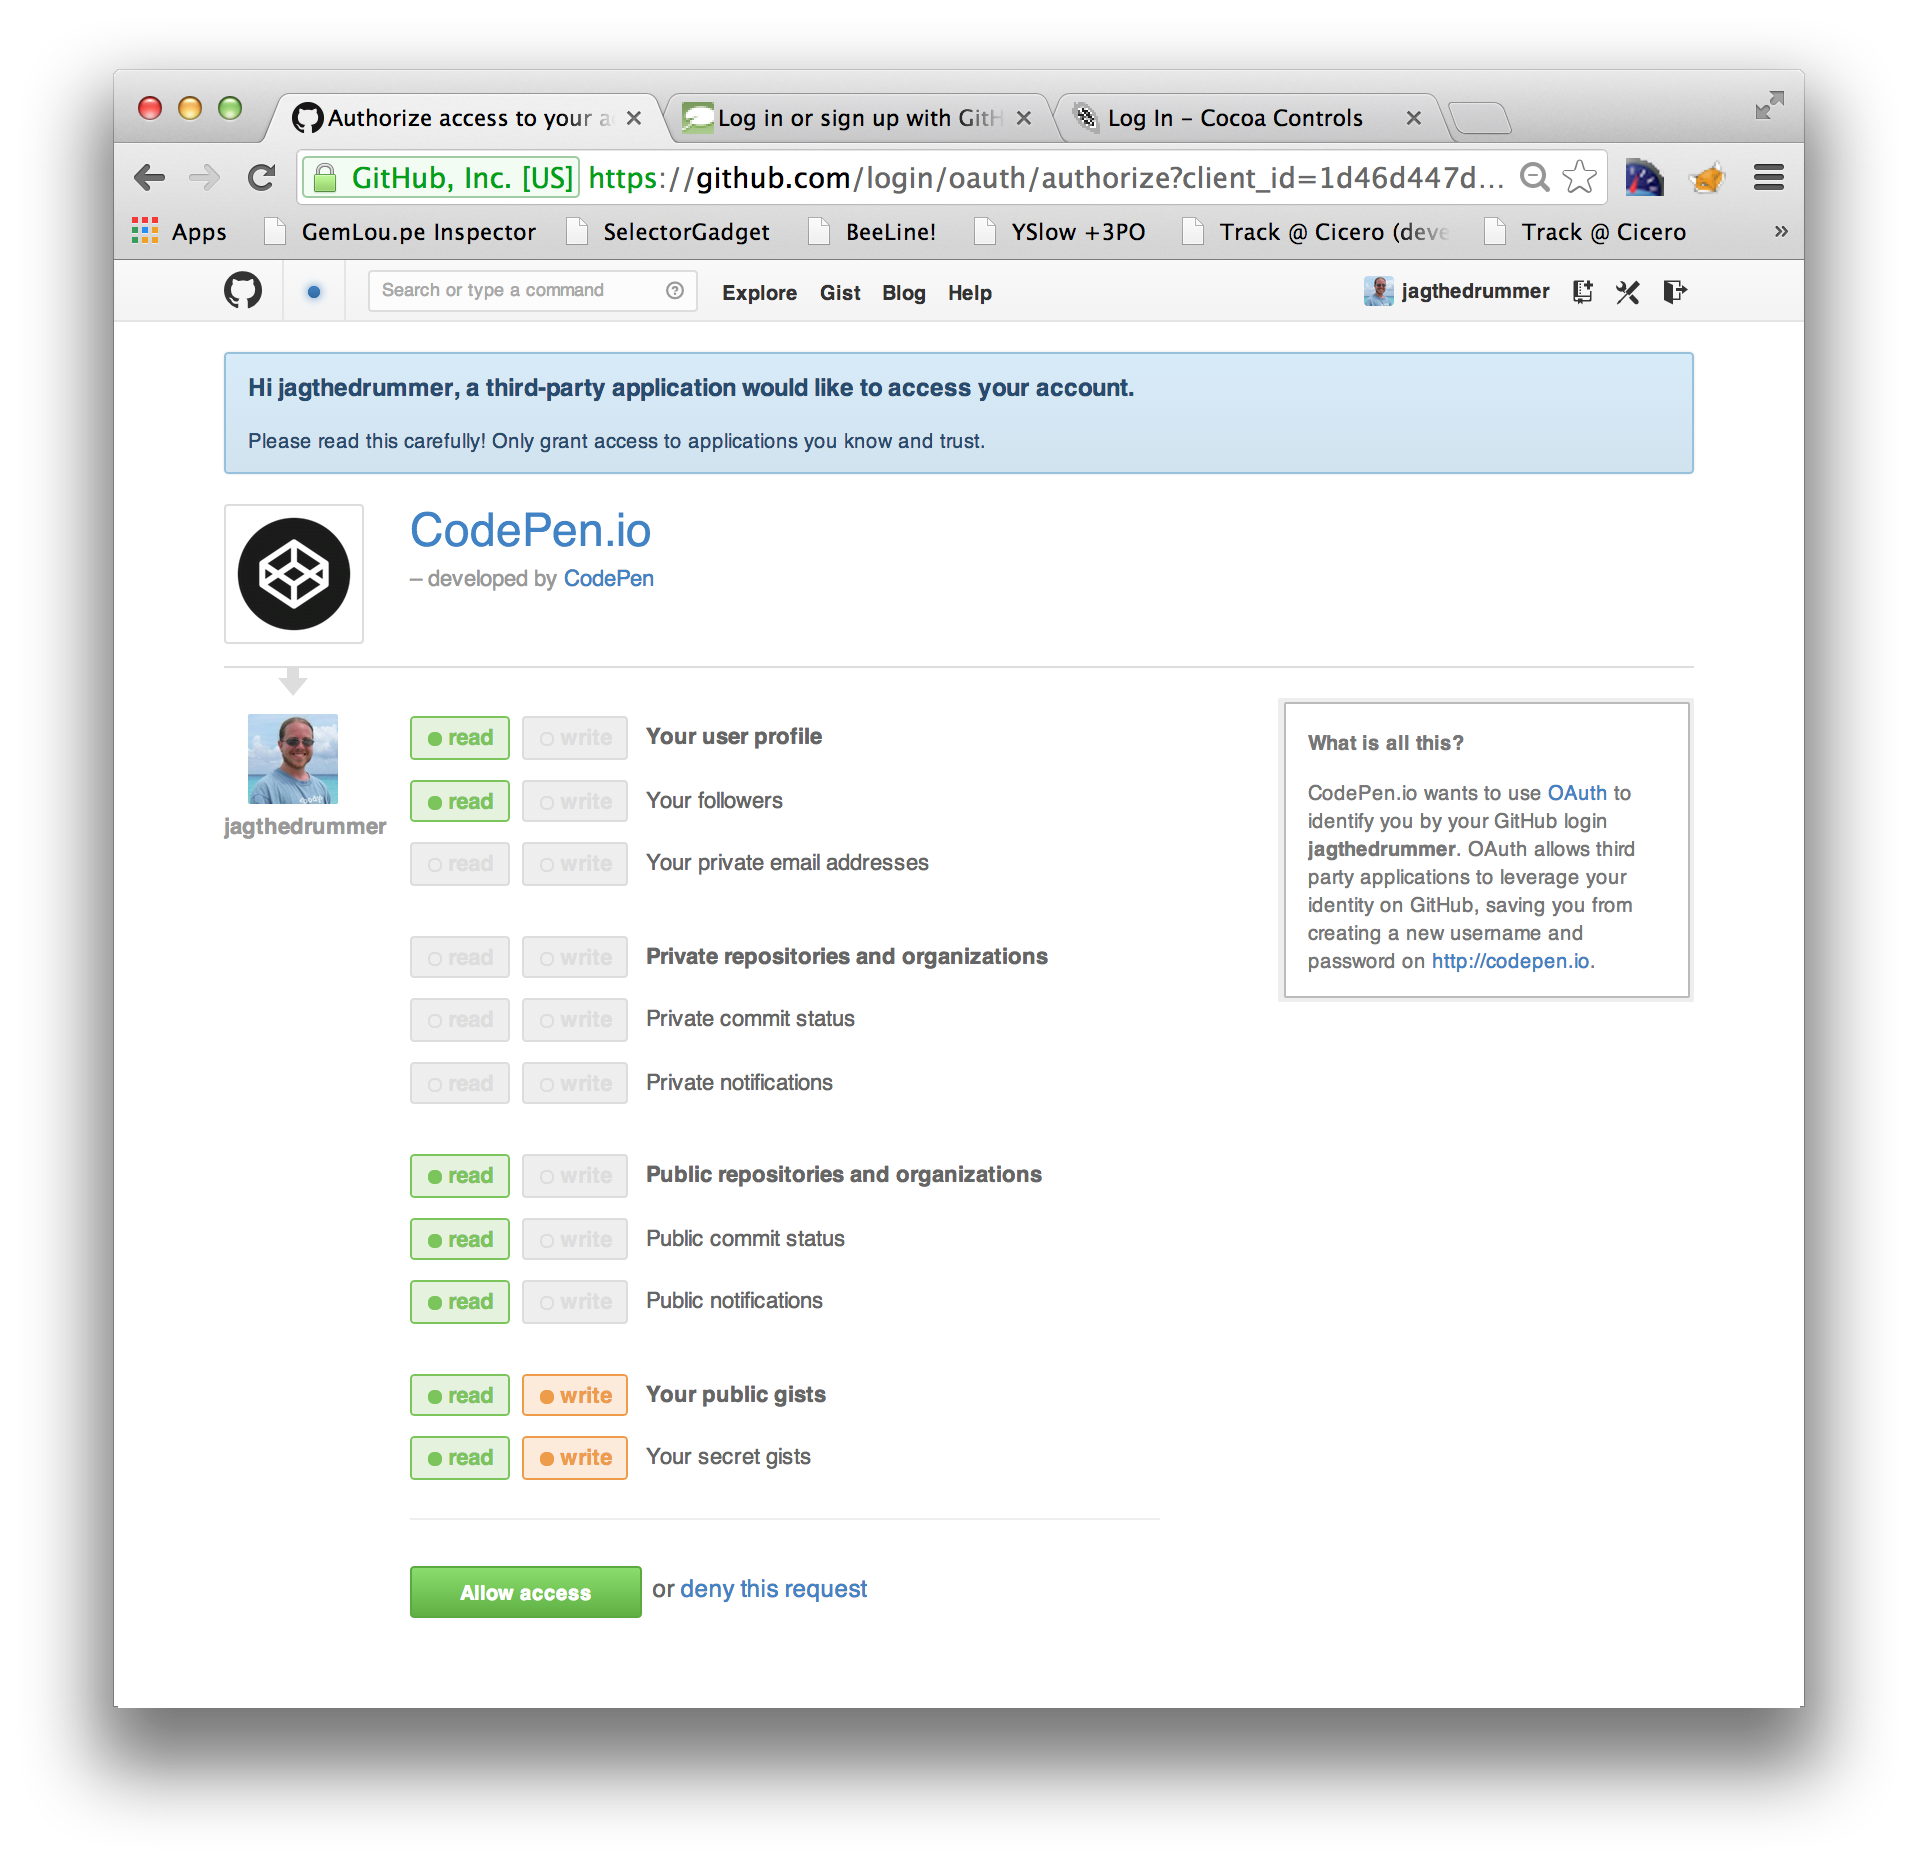 Authorize access to your a
Log in or sign up with GitH
Log In – Cocoa Controls
GitHub, Inc. [US] https://github.com/login/oauth/authorize?client_id=1d46d447d...
Apps GemLou.pe Inspector SelectorGadget BeeLine! YSlow +3PO Track @ Cicero (deve Track @ Cicero »
Search or type a command Explore Gist Blog Help jagthedrummer
Hi jagthedrummer, a third-party application would like to access your account.
Please read this carefully! Only grant access to applications you know and trust.
CodePen.io
– developed by CodePen
jagthedrummer
read write Your user profile
read write Your followers
read write Your private email addresses
read write Private repositories and organizations
read write Private commit status
read write Private notifications
read write Public repositories and organizations
read write Public commit status
read write Public notifications
read write Your public gists
read write Your secret gists
Allow access or deny this request
What is all this?
CodePen.io wants to use OAuth to
identify you by your GitHub login
jagthedrummer. OAuth allows third
party applications to leverage your
identity on GitHub, saving you from
creating a new username and
password on http://codepen.io.